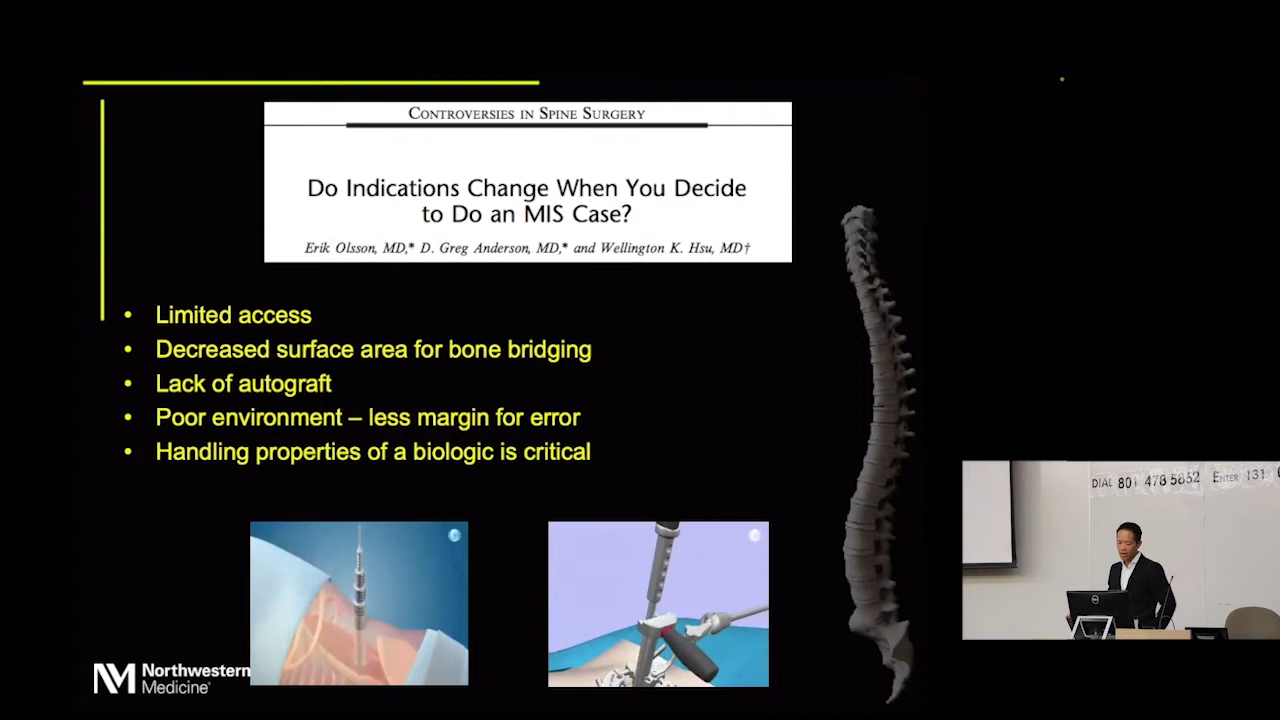 CONTROVERSIES IN SPINE SURGERY
Do Indications Change When You Decide
to Do an MIS Case?
Erik Olsson, MD,* D. Greg Anderson, MD,* and Wellington K. Hsu, MD†
• Limited access
• Decreased surface area for bone bridging
• Lack of autograft
• Poor environment – less margin for error
• Handling properties of a biologic is critical
DIAL 801 478 5852 ENTER 131
DELL
NM Northwestern
Medicine®